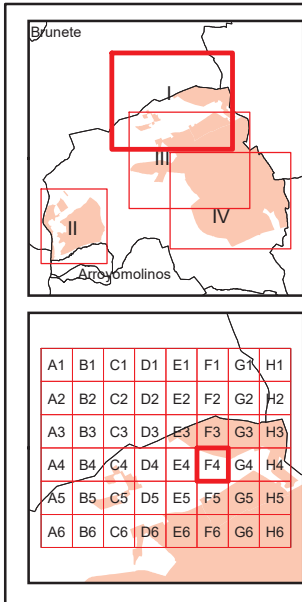 Brunete
I
III
IV
II
Arroyomolinos
A1 B1 C1 D1 E1 F1 G1 H1
A2 B2 C2 D2 E2 F2 G2 H2
A3 B3 C3 D3 E3 F3 G3 H3
A4 B4 C4 D4 E4 F4 G4 H4
A5 B5 C5 D5 E5 F5 G5 H5
A6 B6 C6 D6 E6 F6 G6 H6